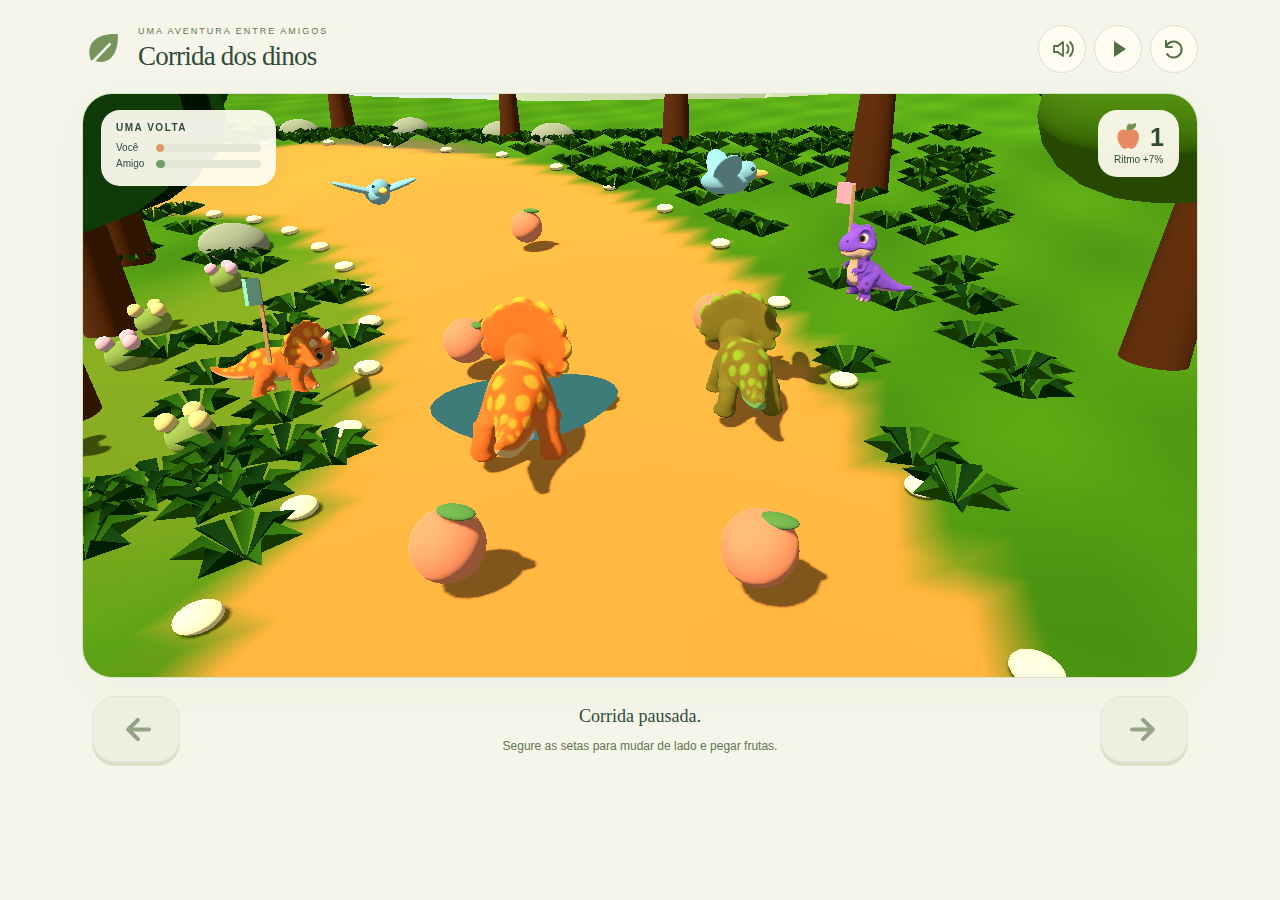 UMA AVENTURA ENTRE AMIGOS
Corrida dos dinos
UMA VOLTA
Você
Amigo
1
Ritmo +7%
Corrida pausada.
Segure as setas para mudar de lado e pegar frutas.